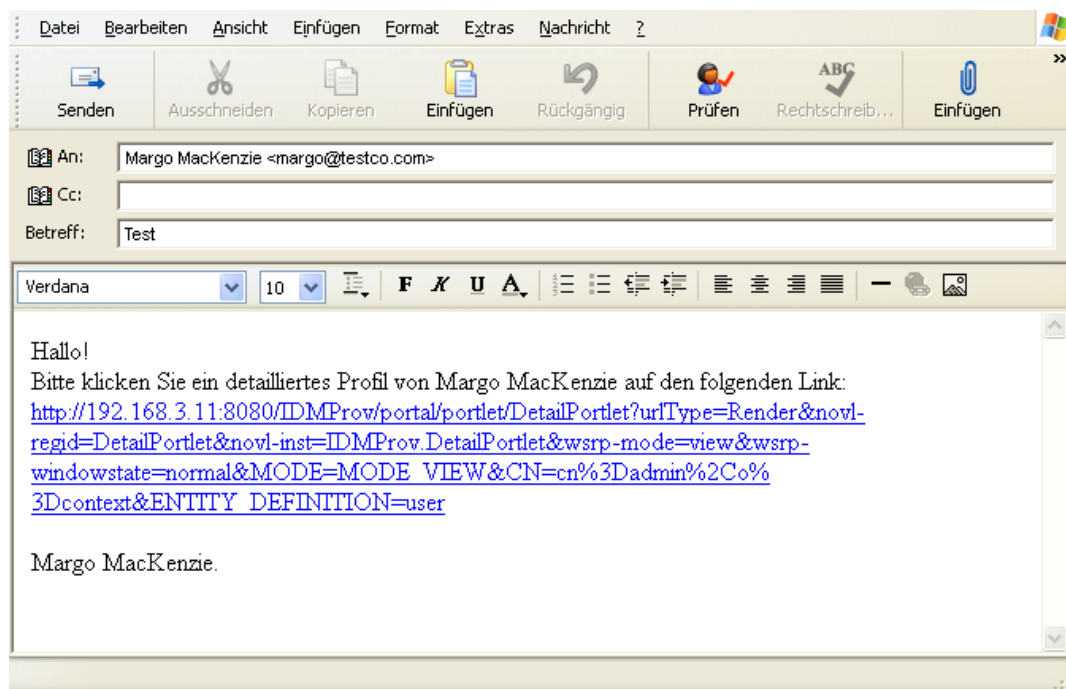 Datei Bearbeiten Ansicht Einfügen Format Extras Nachricht ?
Senden Ausschneiden Kopieren Einfügen Rückgängig Prüfen ABC Rechtschreib... Einfügen »
An: Margo MacKenzie <margo@testco.com>
Cc:
Betreff: Test
Verdana 10 F K U A
Hallo!
Bitte klicken Sie ein detailliertes Profil von Margo MacKenzie auf den folgenden Link:
http://192.168.3.11:8080/IDMProv/portal/portlet/DetailPortlet?urlType=Render&novl-
regid=DetailPortlet&novl-inst=IDMProv.DetailPortlet&wsrp-mode=view&wsrp-
windowstate=normal&MODE=MODE_VIEW&CN=cn%3Dadmin%2Co%
3Dcontext&ENTITY_DEFINITION=user
Margo MacKenzie.